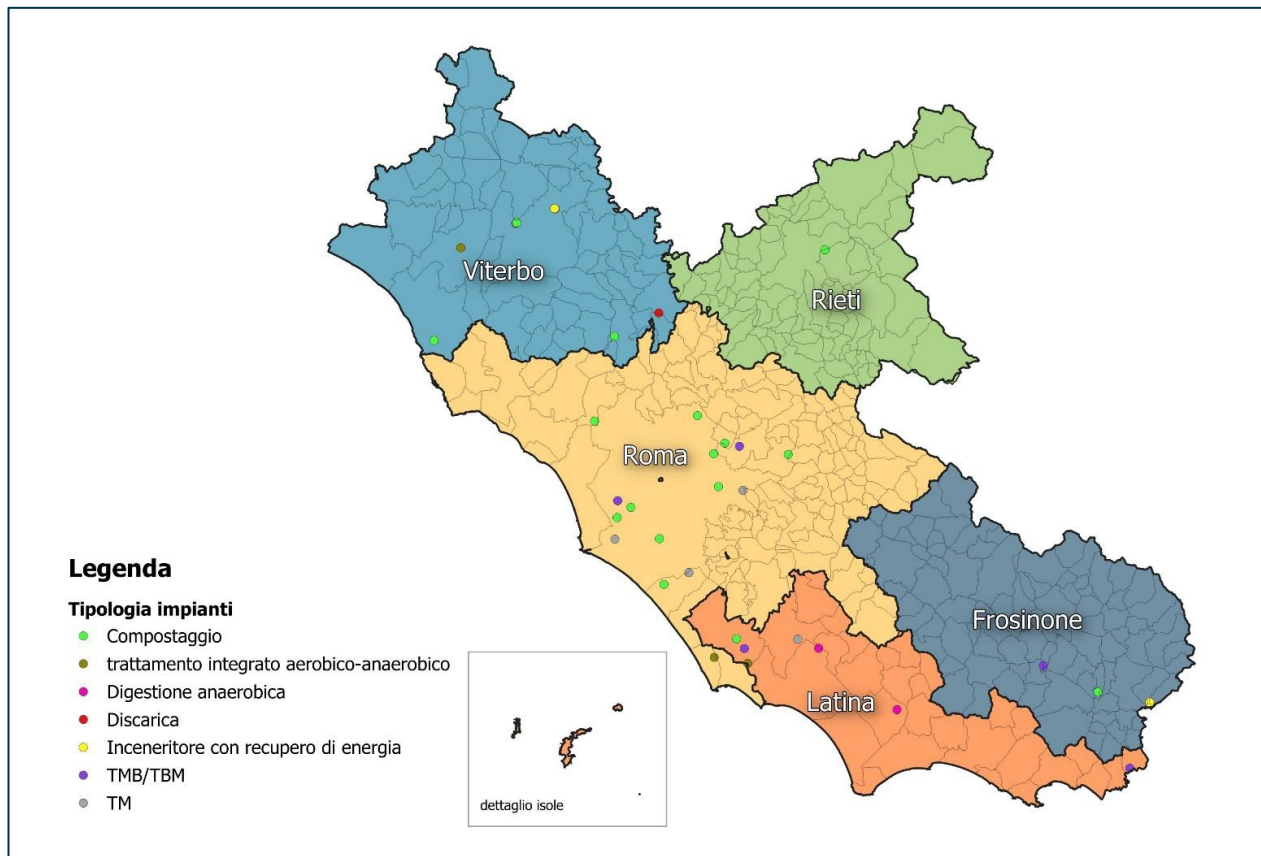 Viterbo
Rieti
Roma
Frosinone
Latina
Legenda
Tipologia impianti
Compostaggio
trattamento integrato aerobico-anaerobico
Digestione anaerobica
Discarica
Inceneritore con recupero di energia
TMB/TBM
TM
dettaglio isole